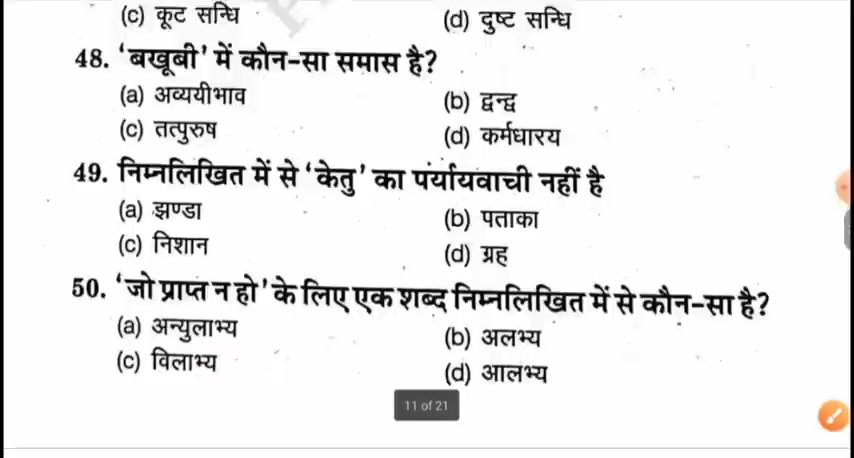 (c) कूट सन्धि (d) दुष्ट सन्धि
48. 'बखूबी' में कौन-सा समास है?
(a) अव्ययीभाव (b) द्वन्द्व
(c) तत्पुरुष (d) कर्मधारय
49. निम्नलिखित में से 'केतु' का पर्यायवाची नहीं है
(a) झण्डा (b) पताका
(c) निशान (d) ग्रह
50. 'जो प्राप्त न हो' के लिए एक शब्द निम्नलिखित में से कौन-सा है?
(a) अन्युलाभ्य (b) अलभ्य
(c) विलाभ्य (d) आलभ्य
11 of 21